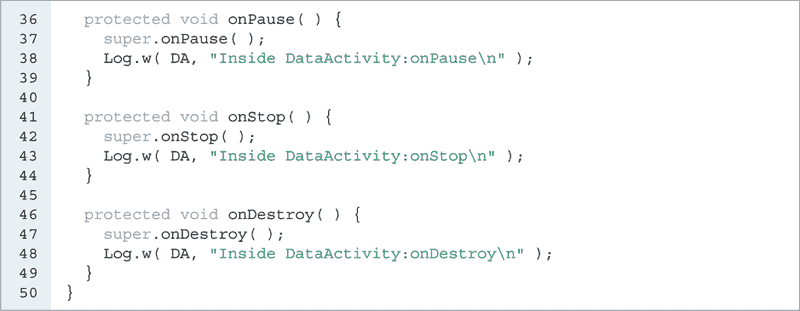 36 protected void onPause( ) {
37 super.onPause( );
38 Log.w( DA, "Inside DataActivity:onPause\n" );
39 }
40
41 protected void onStop( ) {
42 super.onStop( );
43 Log.w( DA, "Inside DataActivity:onStop\n" );
44 }
45
46 protected void onDestroy( ) {
47 super.onDestroy( );
48 Log.w( DA, "Inside DataActivity:onDestroy\n" );
49 }
50 }